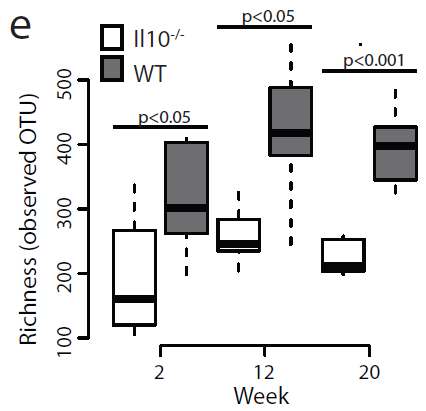 e
Il10-/-
WT
p<0.05
p<0.05
p<0.001
Richness (observed OTU)
500
400
300
200
100
2 12 20
Week